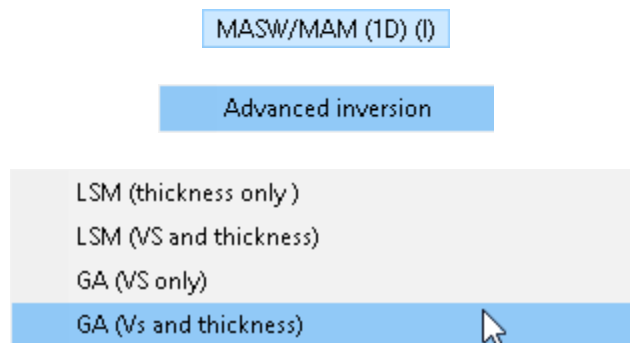 MASW/MAM (1D) (I)
Advanced inversion
LSM (thickness only )
LSM (VS and thickness)
GA (VS only)
GA (Vs and thickness)